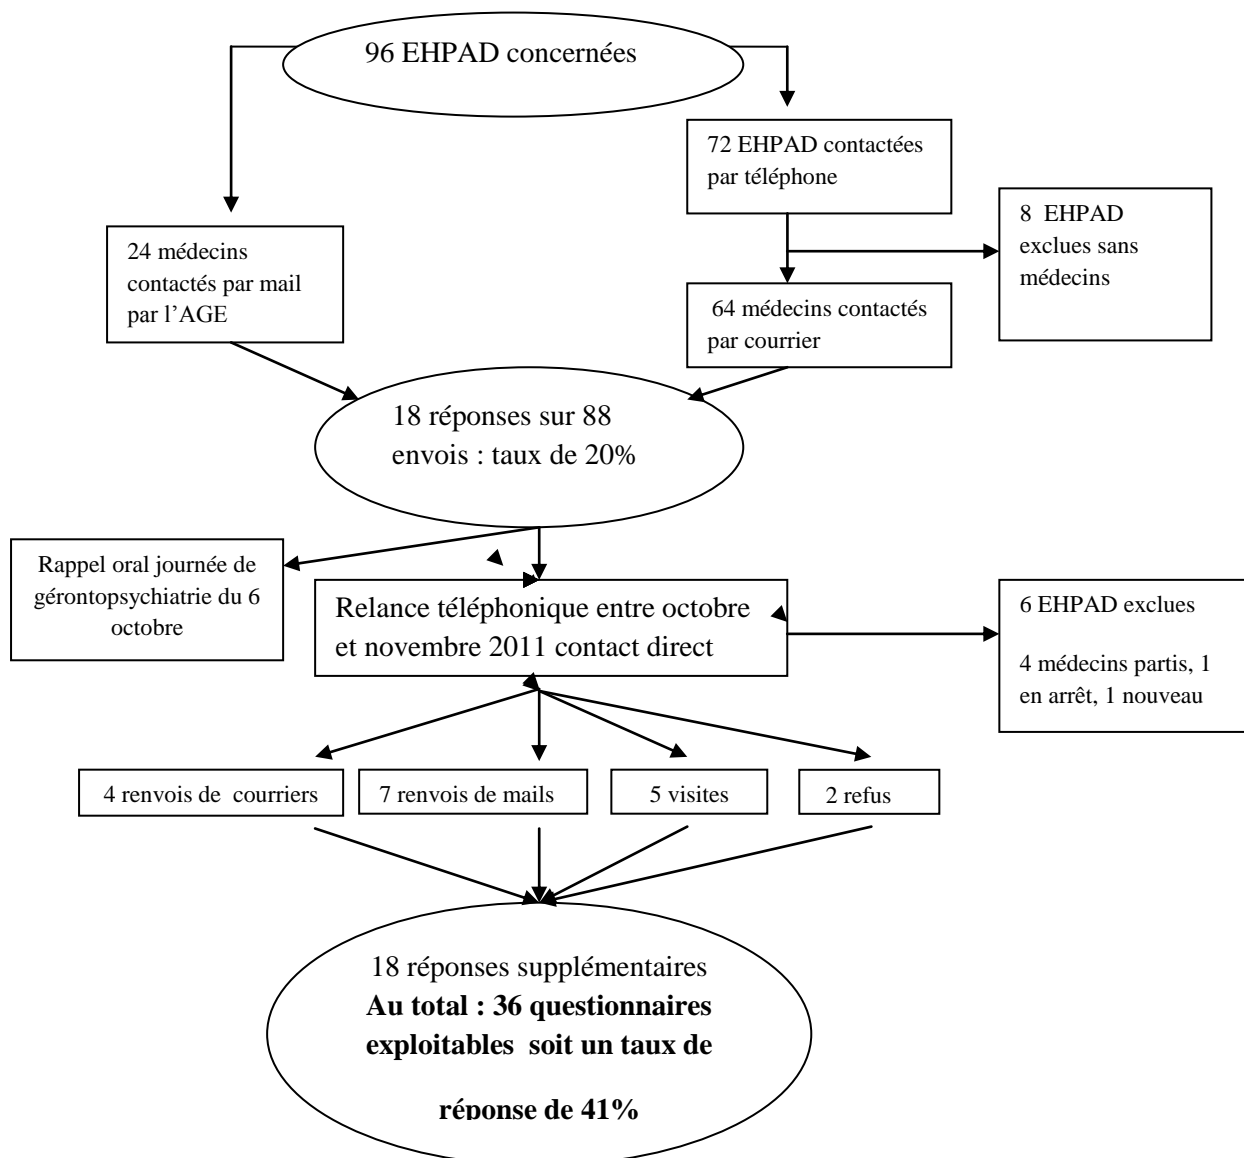 96 EHPAD concernées
72 EHPAD contactées
par téléphone
8  EHPAD
exclues sans
médecins
24 médecins
contactés par mail
par l’AGE
64 médecins contactés
par courrier
18 réponses sur 88
envois : taux de 20%
Rappel oral journée de
gérontopsychiatrie du 6
octobre
Relance téléphonique entre octobre
et novembre 2011 contact direct
6 EHPAD exclues
4 médecins partis, 1
en arrêt, 1 nouveau
4 renvois de  courriers
7 renvois de mails
5 visites
2 refus
18 réponses supplémentaires
Au total : 36 questionnaires
exploitables  soit un taux de
réponse de 41%